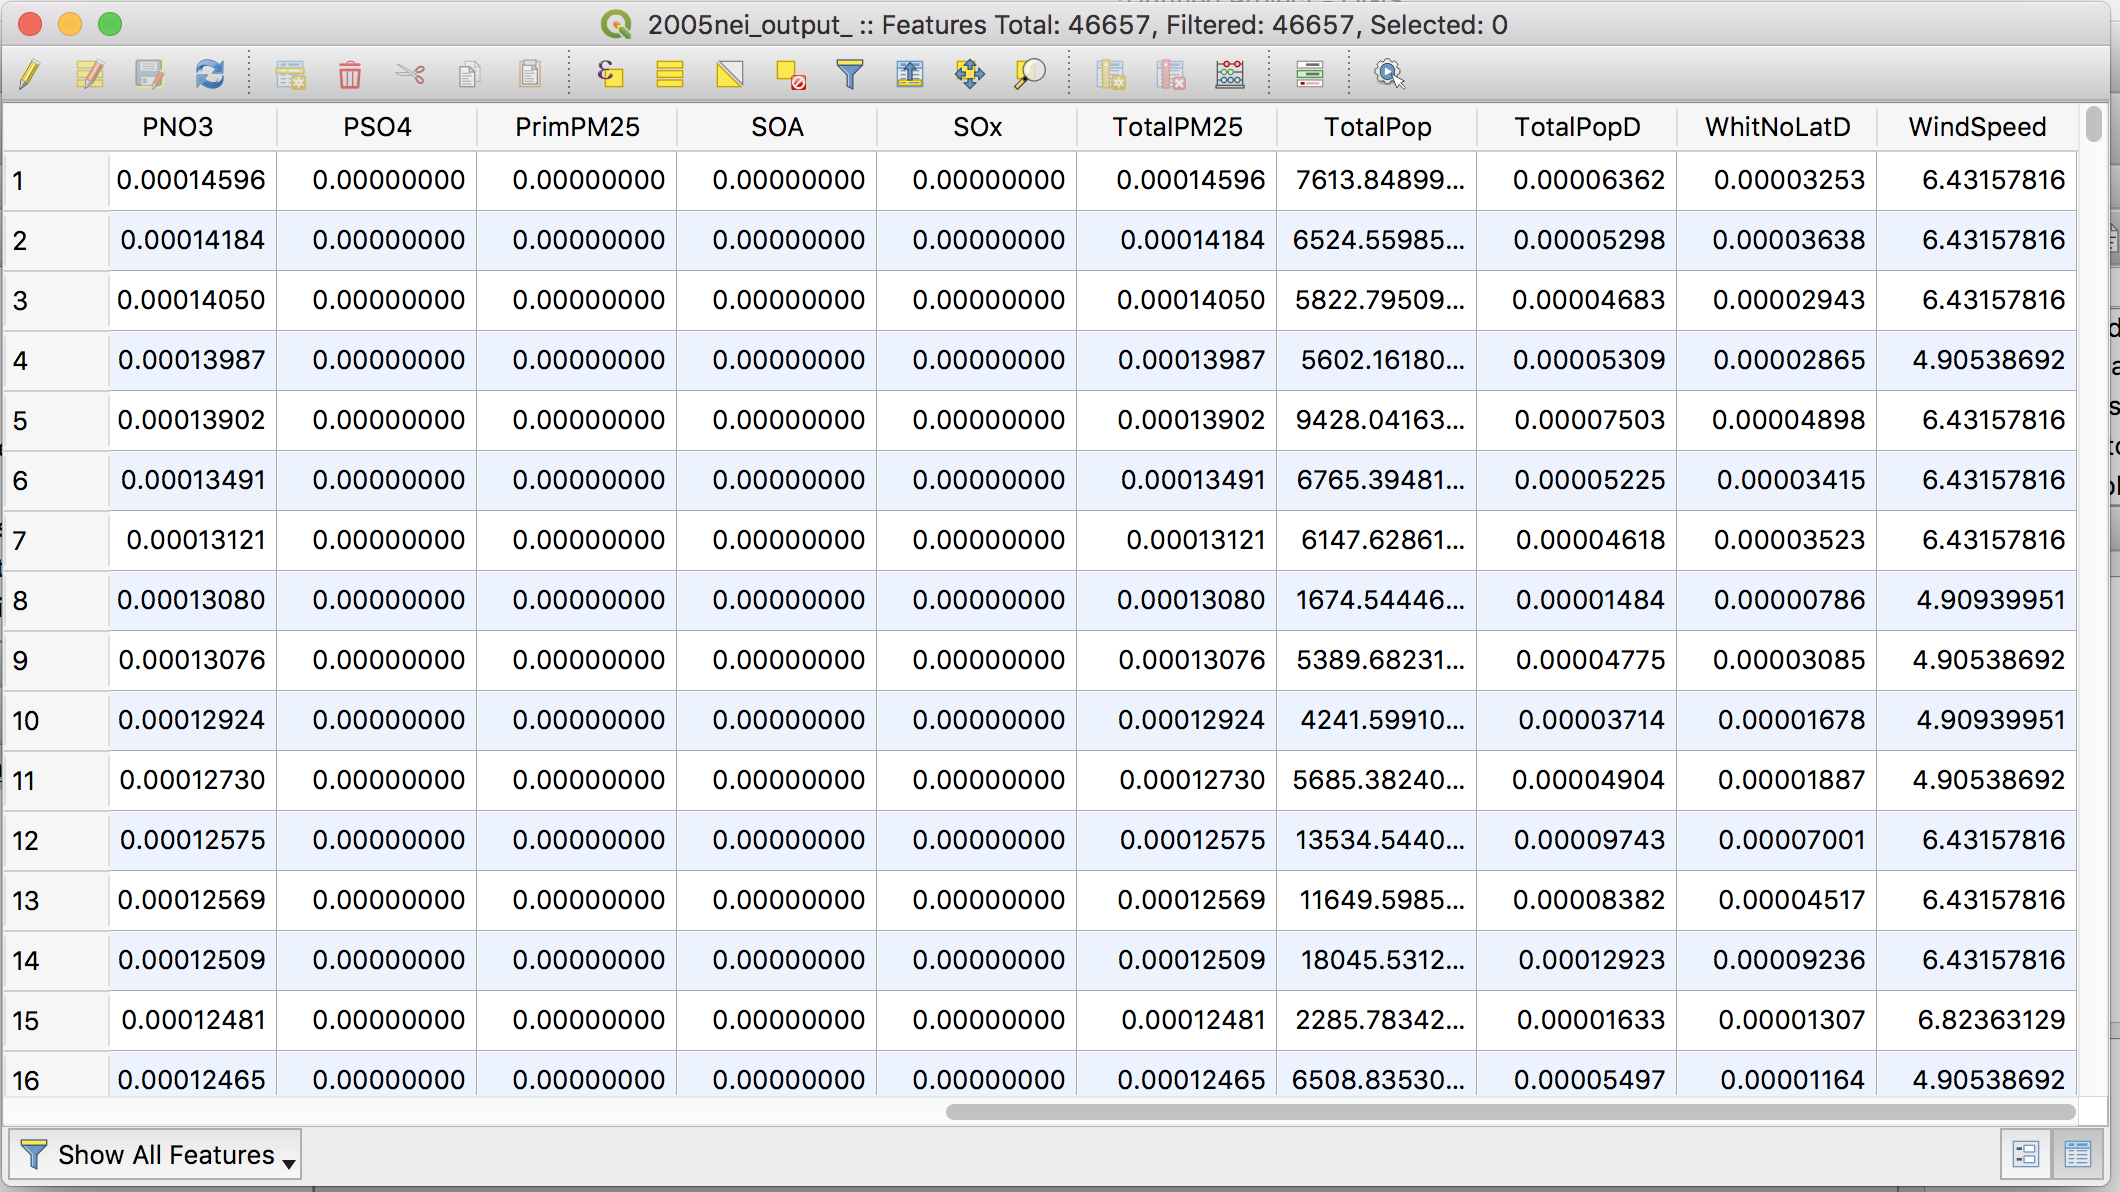 2005nei_output_ :: Features Total: 46657, Filtered: 46657, Selected: 0
PNO3 PSO4 PrimPM25 SOA SOx TotalPM25 TotalPop TotalPopD WhitNoLatD WindSpeed
1 0.00014596 0.00000000 0.00000000 0.00000000 0.00000000 0.00014596 7613.84899... 0.00006362 0.00003253 6.43157816
2 0.00014184 0.00000000 0.00000000 0.00000000 0.00000000 0.00014184 6524.55985... 0.00005298 0.00003638 6.43157816
3 0.00014050 0.00000000 0.00000000 0.00000000 0.00000000 0.00014050 5822.79509... 0.00004683 0.00002943 6.43157816
4 0.00013987 0.00000000 0.00000000 0.00000000 0.00000000 0.00013987 5602.16180... 0.00005309 0.00002865 4.90538692
5 0.00013902 0.00000000 0.00000000 0.00000000 0.00000000 0.00013902 9428.04163... 0.00007503 0.00004898 6.43157816
6 0.00013491 0.00000000 0.00000000 0.00000000 0.00000000 0.00013491 6765.39481... 0.00005225 0.00003415 6.43157816
7 0.00013121 0.00000000 0.00000000 0.00000000 0.00000000 0.00013121 6147.62861... 0.00004618 0.00003523 6.43157816
8 0.00013080 0.00000000 0.00000000 0.00000000 0.00000000 0.00013080 1674.54446... 0.00001484 0.00000786 4.90939951
9 0.00013076 0.00000000 0.00000000 0.00000000 0.00000000 0.00013076 5389.68231... 0.00004775 0.00003085 4.90538692
10 0.00012924 0.00000000 0.00000000 0.00000000 0.00000000 0.00012924 4241.59910... 0.00003714 0.00001678 4.90939951
11 0.00012730 0.00000000 0.00000000 0.00000000 0.00000000 0.00012730 5685.38240... 0.00004904 0.00001887 4.90538692
12 0.00012575 0.00000000 0.00000000 0.00000000 0.00000000 0.00012575 13534.5440... 0.00009743 0.00007001 6.43157816
13 0.00012569 0.00000000 0.00000000 0.00000000 0.00000000 0.00012569 11649.5985... 0.00008382 0.00004517 6.43157816
14 0.00012509 0.00000000 0.00000000 0.00000000 0.00000000 0.00012509 18045.5312... 0.00012923 0.00009236 6.43157816
15 0.00012481 0.00000000 0.00000000 0.00000000 0.00000000 0.00012481 2285.78342... 0.00001633 0.00001307 6.82363129
16 0.00012465 0.00000000 0.00000000 0.00000000 0.00000000 0.00012465 6508.83530... 0.00005497 0.00001164 4.90538692
Show All Features